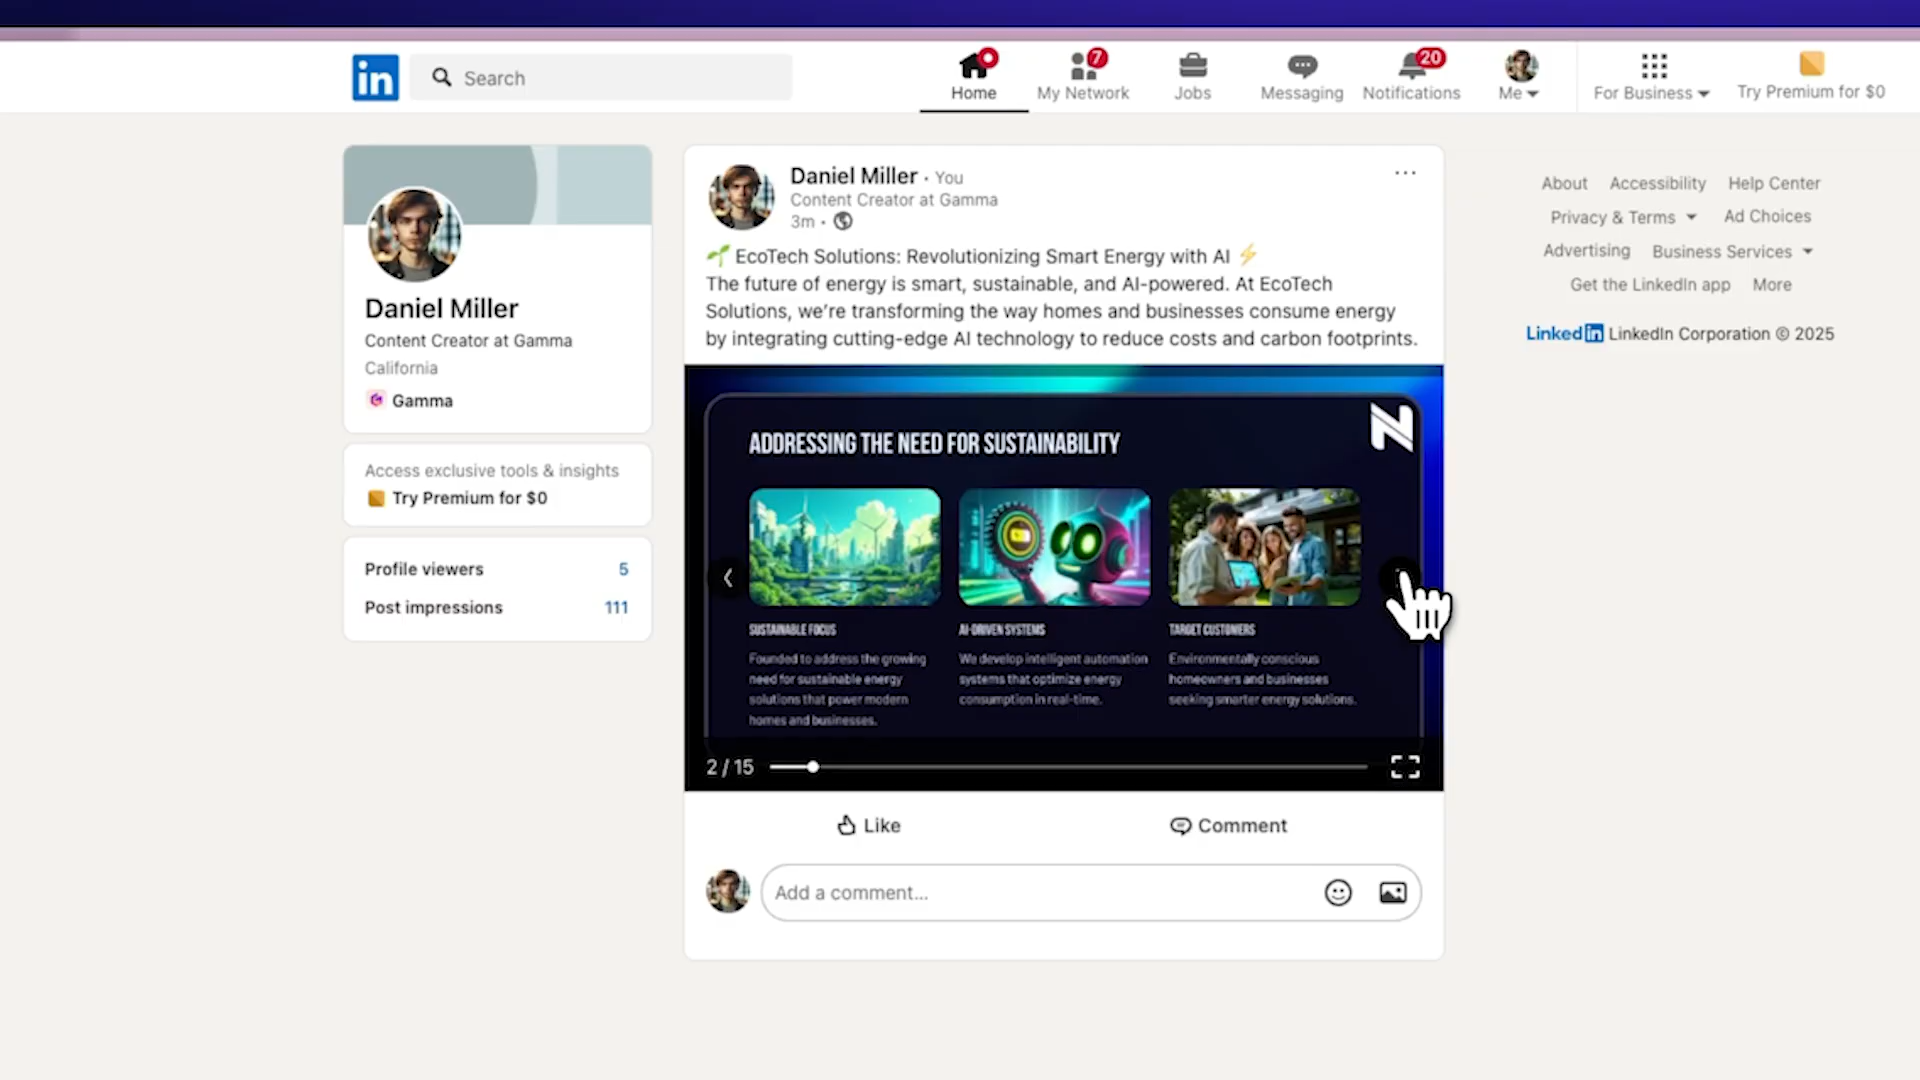 in
Search
Home
7
My Network
Jobs
Messaging
20
Notifications
Me
For Business
Try Premium for $0
Daniel Miller
Content Creator at Gamma
California
Gamma
Access exclusive tools & insights
Try Premium for $0
Profile viewers 5
Post impressions 111
Daniel Miller • You
Content Creator at Gamma
3m •
EcoTech Solutions: Revolutionizing Smart Energy with AI
The future of energy is smart, sustainable, and AI-powered. At EcoTech
Solutions, we're transforming the way homes and businesses consume energy
by integrating cutting-edge AI technology to reduce costs and carbon footprints.
ADDRESSING THE NEED FOR SUSTAINABILITY
N
SUSTAINABLE FOCUS
Founded to address the growing
need for sustainable energy
solutions that power modern
homes and businesses.
AI-DRIVEN SYSTEMS
We develop intelligent automation
systems that optimize energy
consumption in real-time.
TARGET CUSTOMERS
Environmentally conscious
homeowners and businesses
seeking smarter energy solutions.
2 / 15
Like
Comment
Add a comment...
About Accessibility Help Center
Privacy & Terms Ad Choices
Advertising Business Services
Get the LinkedIn app More
LinkedIn LinkedIn Corporation © 2025